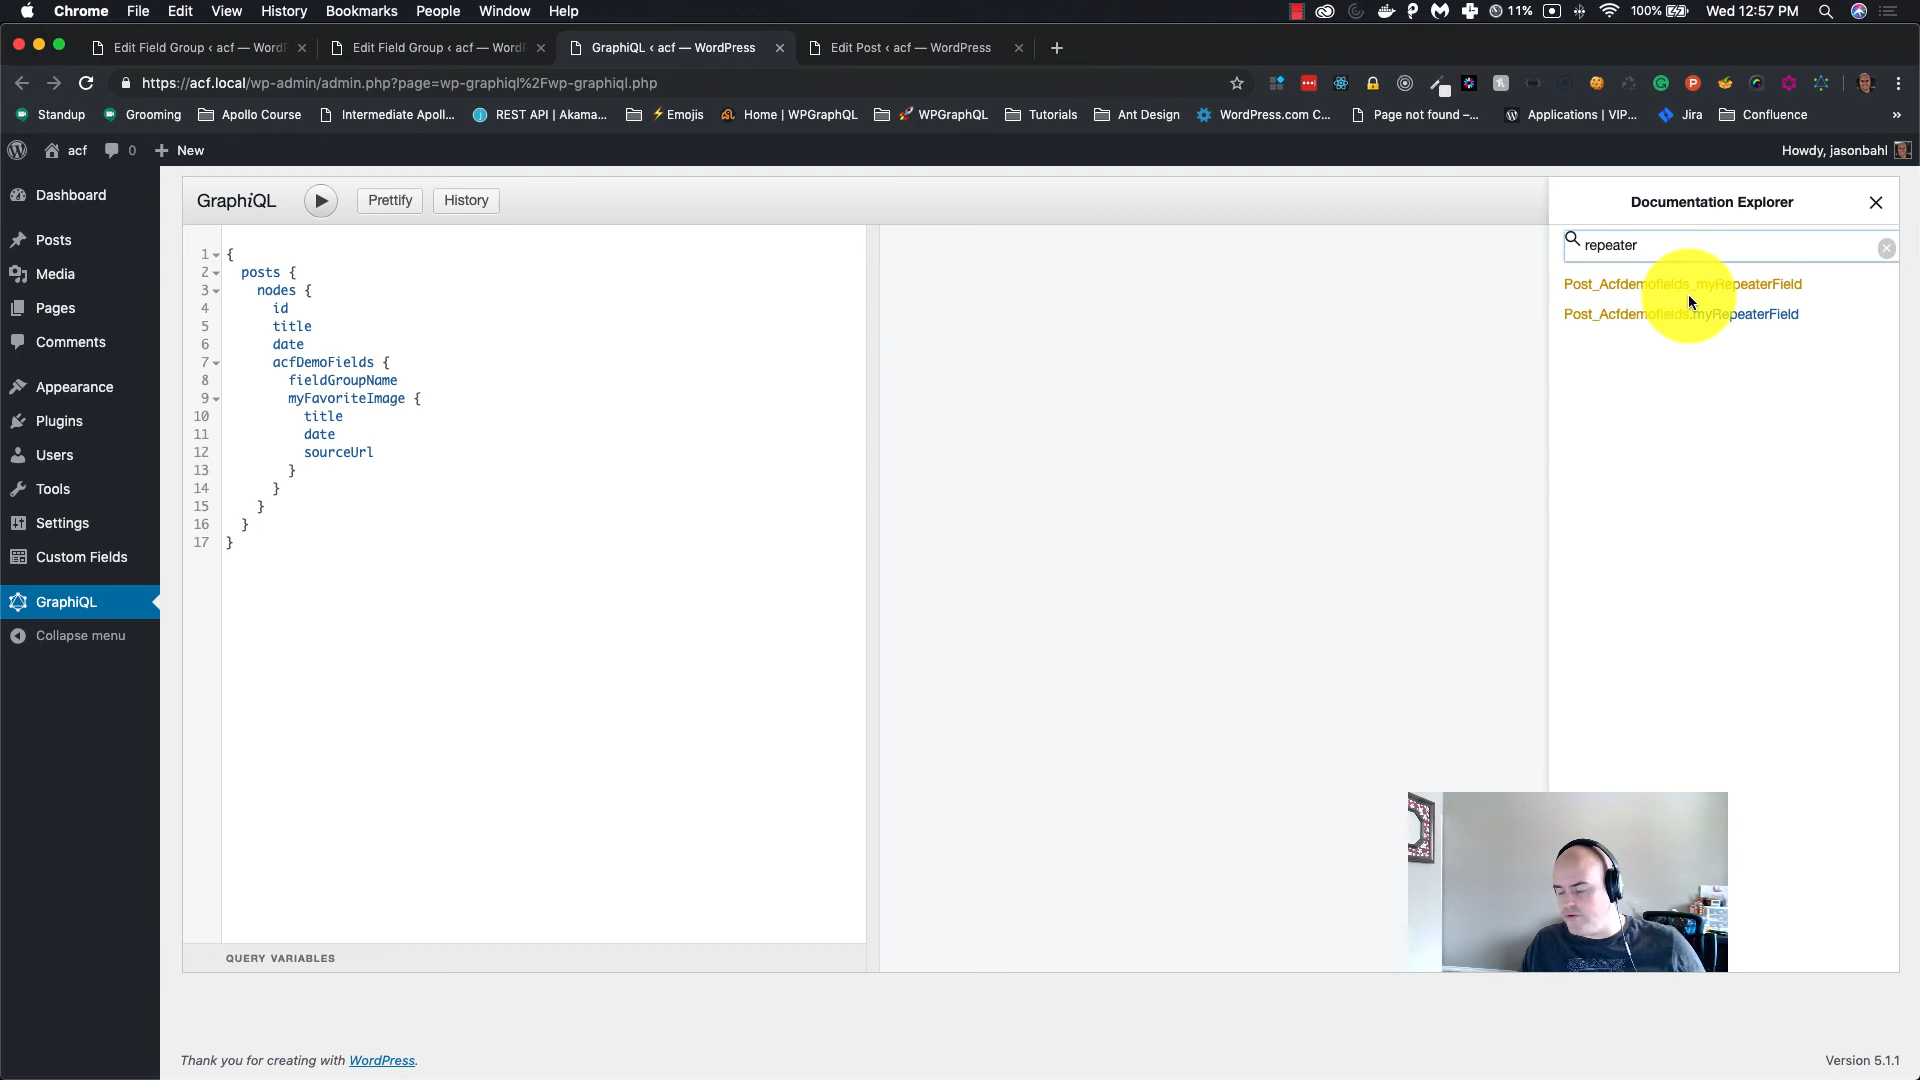 Chrome File Edit View History Bookmarks People Window Help 11% 100% Wed 12:57 PM
Edit Field Group ‹ acf — WordP Edit Field Group ‹ acf — WordP GraphiQL ‹ acf — WordPress Edit Post ‹ acf — WordPress
https://acf.local/wp-admin/admin.php?page=wp-graphiql%2Fwp-graphiql.php
Standup Grooming Apollo Course Intermediate Apoll... REST API | Akama... ⚡Emojis Home | WPGraphQL 🚀 WPGraphQL Tutorials Ant Design WordPress.com C... Page not found –... Applications | VIP... Jira Confluence »
acf 0 + New Howdy, jasonbahl
Dashboard
Posts
Media
Pages
Comments
Appearance
Plugins
Users
Tools
Settings
Custom Fields
GraphiQL
Collapse menu
GraphiQL Prettify History
1 {
2 posts {
3 nodes {
4 id
5 title
6 date
7 acfDemoFields {
8 fieldGroupName
9 myFavoriteImage {
10 title
11 date
12 sourceUrl
13 }
14 }
15 }
16 }
17 }
QUERY VARIABLES
Documentation Explorer
repeater
Post_Acfdemofields_myRepeaterField
Post_Acfdemofields.myRepeaterField
Thank you for creating with WordPress.
Version 5.1.1